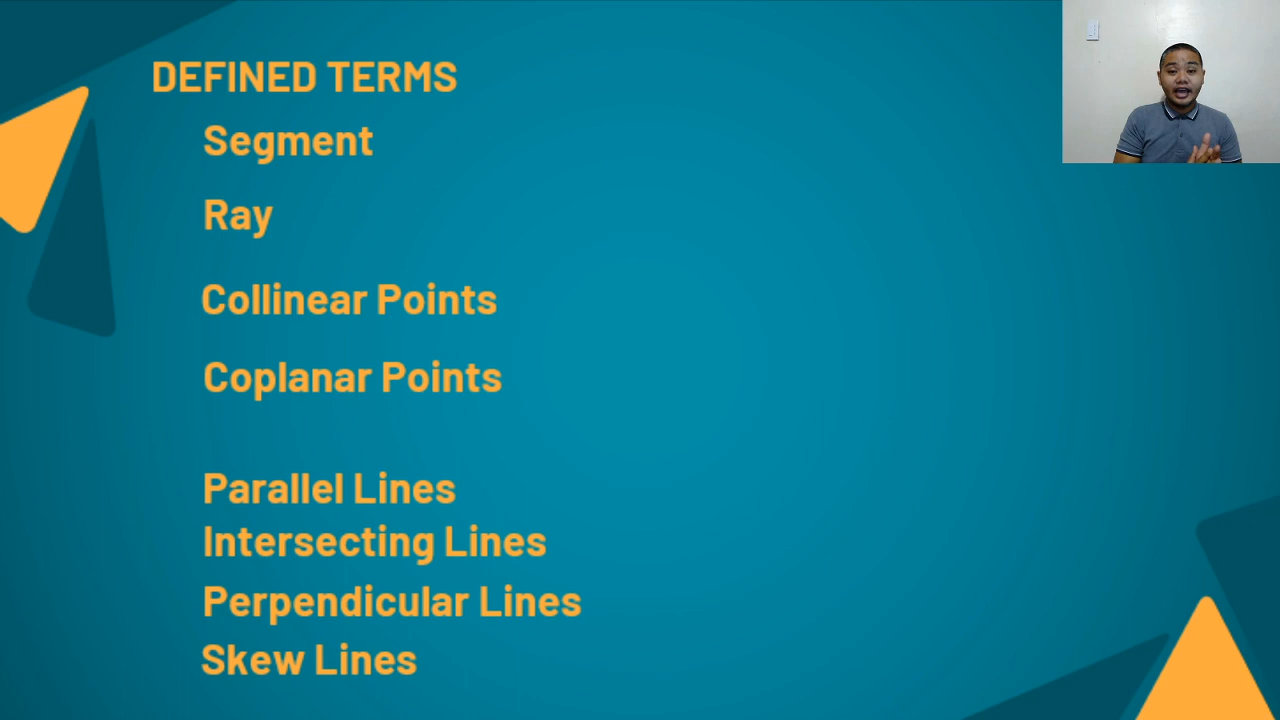 DEFINED TERMS
Segment
Ray
Collinear Points
Coplanar Points
Parallel Lines
Intersecting Lines
Perpendicular Lines
Skew Lines